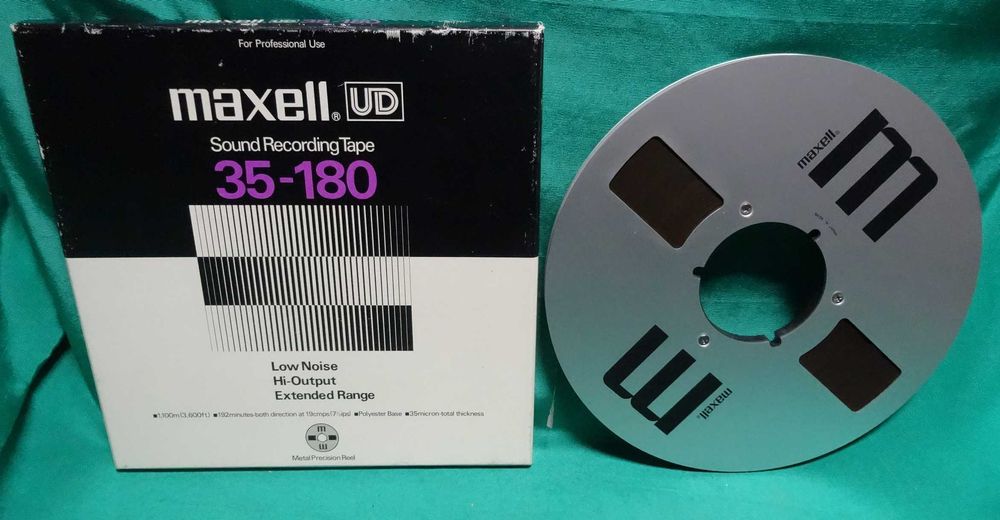 For Professional Use
maxell® UD
Sound Recording Tape
35-180
Low Noise
Hi-Output
Extended Range
■1,100m(3,600ft) ■192minutes-both direction at 19cmps(7½ips) ■Polyester Base ■35micron-total thickness
Metal Precision Reel
maxell®
maxell®